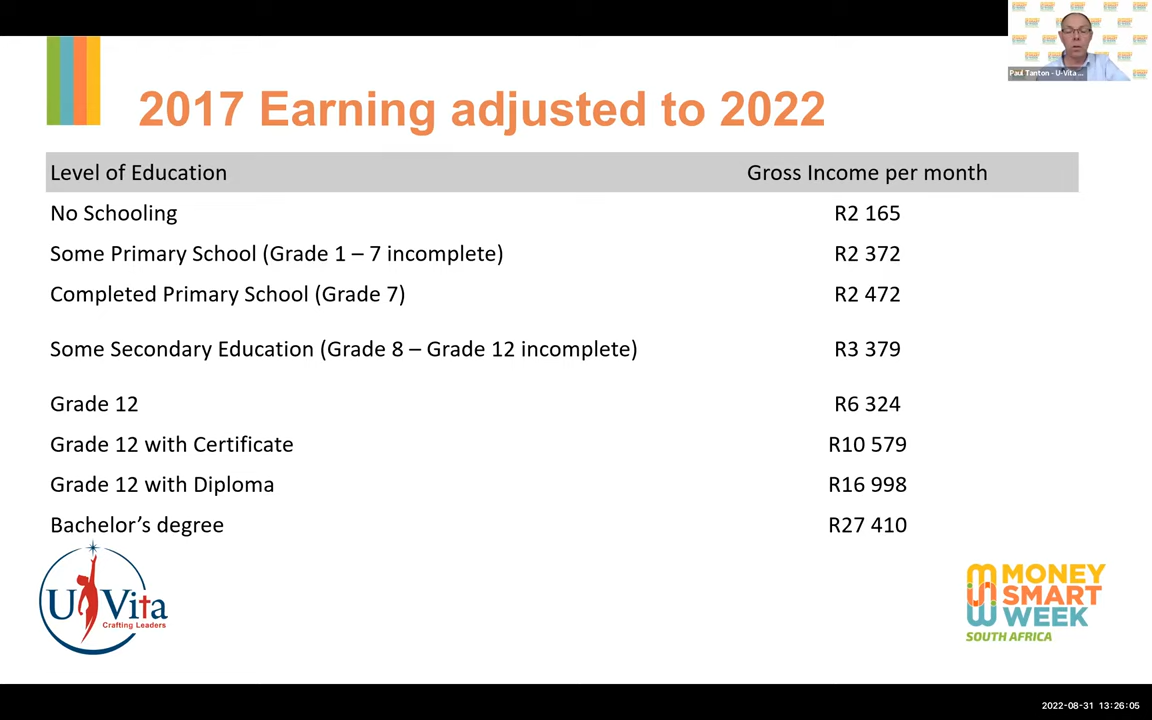 Paul Tanton - U-Vita ...
2017 Earning adjusted to 2022
Level of Education Gross Income per month
No Schooling R2 165
Some Primary School (Grade 1 – 7 incomplete) R2 372
Completed Primary School (Grade 7) R2 472
Some Secondary Education (Grade 8 – Grade 12 incomplete) R3 379
Grade 12 R6 324
Grade 12 with Certificate R10 579
Grade 12 with Diploma R16 998
Bachelor’s degree R27 410
U Vita
Crafting Leaders
MONEY
SMART
WEEK
SOUTH AFRICA
2022-08-31 13:26:05